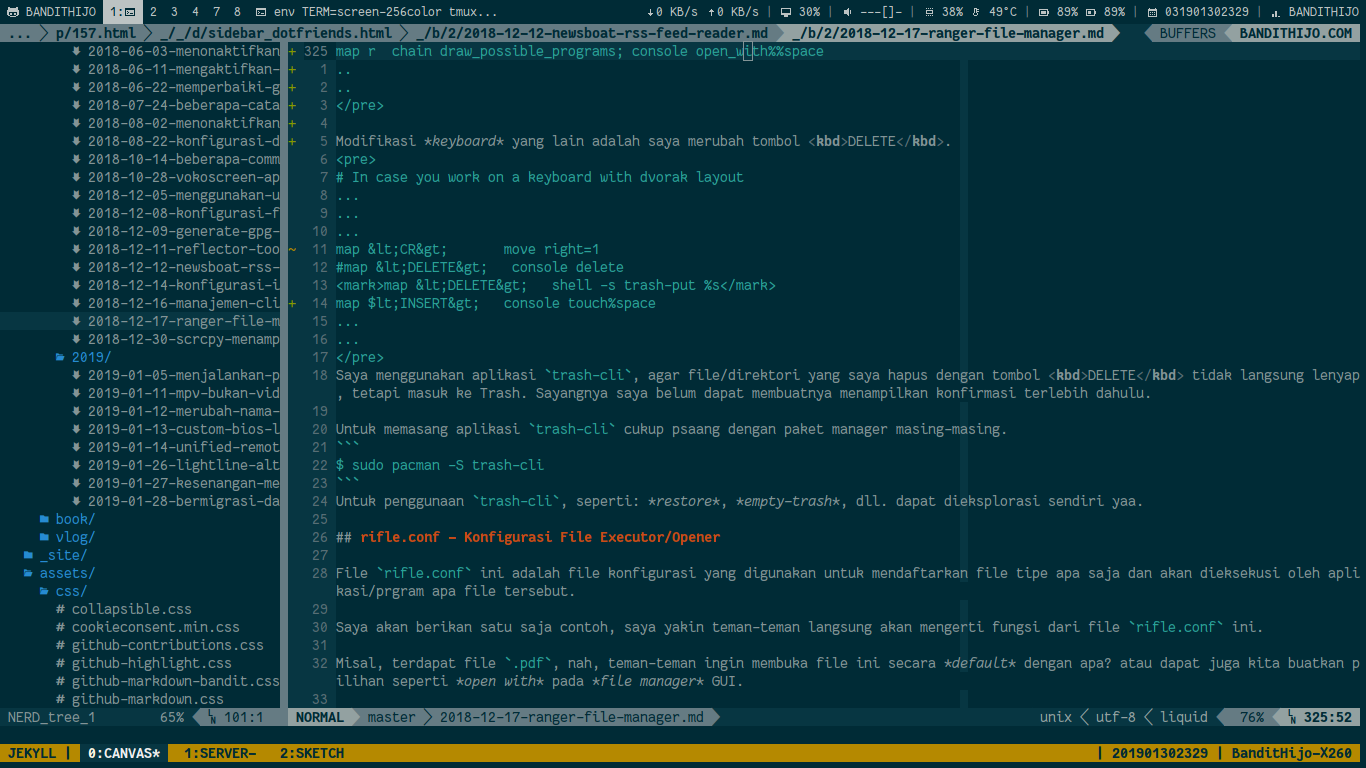 BANDITHIJO 1: 2 3 4 7 8 env TERM=screen-256color tmux... ↓0 KB/s ↑0 KB/s | 30% | ---[]- | 38% 49°C | 89% 89% | 031901302329 | BANDITHIJO
... p/157.html _/_/d/sidebar_dotfriends.html _/b/2/2018-12-12-newsboat-rss-feed-reader.md _/b/2/2018-12-17-ranger-file-manager.md BUFFERS BANDITHIJO.COM
2018-06-03-menonaktifkan + 325 map r  chain draw_possible_programs; console open_with%%space
2018-06-11-mengaktifkan- + 1 ..
2018-06-22-memperbaiki-g + 2 ..
2018-07-24-beberapa-cata + 3 </pre>
2018-08-02-menonaktifkan + 4
2018-08-22-konfigurasi-d + 5 Modifikasi *keyboard* yang lain adalah saya merubah tombol <kbd>DELETE</kbd>.
2018-10-14-beberapa-comm 6 <pre>
2018-10-28-vokoscreen-ap 7 # In case you work on a keyboard with dvorak layout
2018-12-05-menggunakan-u 8 ...
2018-12-08-konfigurasi-f 9 ...
2018-12-09-generate-gpg- 10 ...
2018-12-11-reflector-too ~ 11 map &lt;CR&gt;       move right=1
2018-12-12-newsboat-rss- 12 #map &lt;DELETE&gt;   console delete
2018-12-14-konfigurasi-i 13 <mark>map &lt;DELETE&gt;   shell -s trash-put %s</mark>
2018-12-16-manajemen-cli + 14 map $lt;INSERT&gt;   console touch%space
2018-12-17-ranger-file-m 15 ...
2018-12-30-scrcpy-menamp 16 ...
2019/ 17 </pre>
2019-01-05-menjalankan-p 18 Saya menggunakan aplikasi `trash-cli`, agar file/direktori yang saya hapus dengan tombol <kbd>DELETE</kbd> tidak langsung lenyap
2019-01-11-mpv-bukan-vid , tetapi masuk ke Trash. Sayangnya saya belum dapat membuatnya menampilkan konfirmasi terlebih dahulu.
2019-01-12-merubah-nama- 19
2019-01-13-custom-bios-l 20 Untuk memasang aplikasi `trash-cli` cukup psaang dengan paket manager masing-masing.
2019-01-14-unified-remot 21 ```
2019-01-26-lightline-alt 22 $ sudo pacman -S trash-cli
2019-01-27-kesenangan-me 23 ```
2019-01-28-bermigrasi-da 24 Untuk penggunaan `trash-cli`, seperti: *restore*, *empty-trash*, dll. dapat dieksplorasi sendiri yaa.
book/ 25
vlog/ 26 ## rifle.conf – Konfigurasi File Executor/Opener
_site/ 27
assets/ 28 File `rifle.conf` ini adalah file konfigurasi yang digunakan untuk mendaftarkan file tipe apa saja dan akan dieksekusi oleh apli
css/ kasi/prgram apa file tersebut.
# collapsible.css 29
# cookieconsent.min.css 30 Saya akan berikan satu saja contoh, saya yakin teman-teman langsung akan mengerti fungsi dari file `rifle.conf` ini.
# github-contributions.css 31
# github-highlight.css 32 Misal, terdapat file `.pdf`, nah, teman-teman ingin membuka file ini secara *default* dengan apa? atau dapat juga kita buatkan p
# github-markdown-bandit.css ilihan seperti *open with* pada *file manager* GUI.
# github-markdown.css 33
NERD_tree_1 65% LN 101:1 NORMAL master 2018-12-17-ranger-file-manager.md unix utf-8 liquid 76% LN 325:52
JEKYLL | 0:CANVAS* 1:SERVER- 2:SKETCH | 201901302329 | BanditHijo-X260